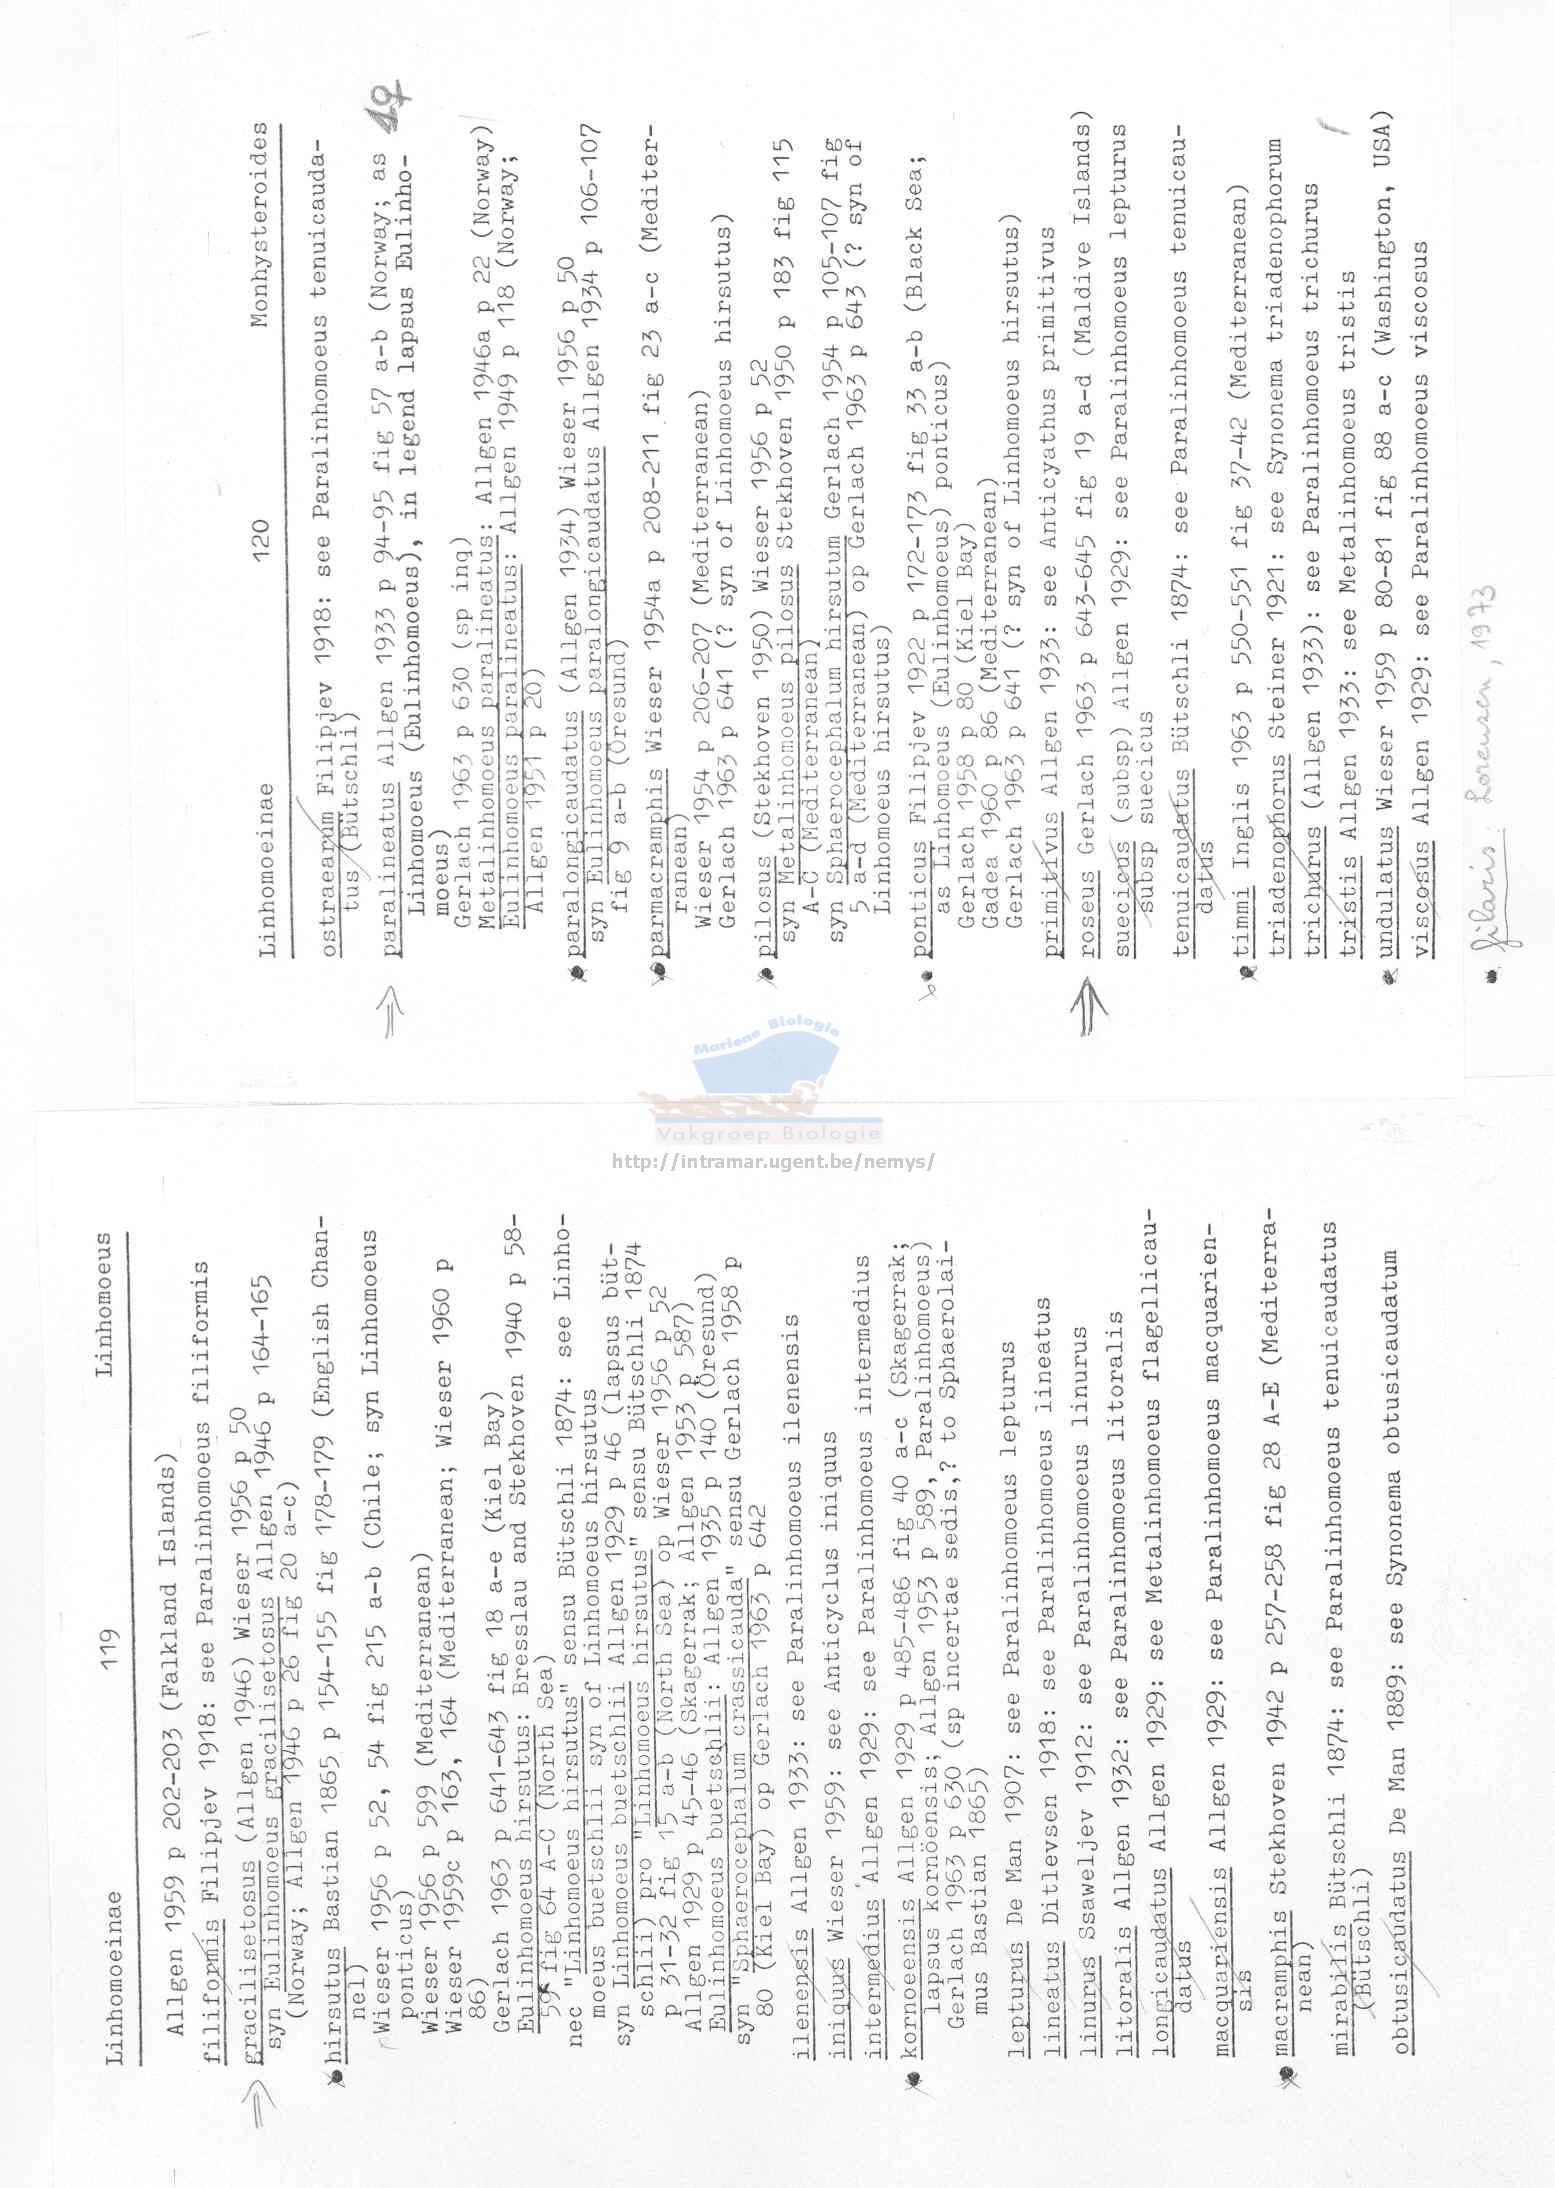 Linhomoeinae 119 Linhomoeus
Allgen 1959 p 202-203 (Falkland Islands)
filiformis Filipjev 1918: see Paralinhomoeus filiformis
gracilisetosus (Allgen 1946) Wieser 1956 p 50
syn Eulinhomoeus gracilisetosus Allgen 1946 p 164-165
(Norway; Allgen 1946 p 26 fig 20 a-c)
hirsutus Bastian 1865 p 154-155 fig 178-179 (English Chan-
nel)
Wieser 1956 p 52, 54 fig 215 a-b (Chile; syn Linhomoeus
ponticus)
Wieser 1956 p 599 (Mediterranean)
Wieser 1959c p 163, 164 (Mediterranean; Wieser 1960 p
86)
Gerlach 1963 p 641-643 fig 18 a-e (Kiel Bay)
Eulinhomoeus hirsutus: Bresslau and Stekhoven 1940 p 58-
59 fig 64 A-C (North Sea)
nec "Linhomoeus hirsutus" sensu Bütschli 1874: see Linho-
moeus buetschlii syn of Linhomoeus hirsutus
syn Linhomoeus buetschlii Allgen 1929 p 46 (lapsus büt-
schlii) pro "Linhomoeus hirsutus" sensu Bütschli 1874
p 31-32 fig 15 a-b (North Sea) op Wieser 1956 p 52
Allgen 1929 p 45-46 (Skagerrak; Allgen 1953 p 587)
Eulinhomoeus buetschlii: Allgen 1935 p 140 (Öresund)
syn "Sphaerocephalum crassicauda" sensu Gerlach 1958 p
80 (Kiel Bay) op Gerlach 1963 p 642
ilenensis Allgen 1933: see Paralinhomoeus ilenensis
iniquus Wieser 1959: see Anticyclus iniquus
intermedius Allgen 1929: see Paralinhomoeus intermedius
kornoeensis Allgen 1929 p 485-486 fig 40 a-c (Skagerrak;
lapsus kornöensis; Allgen 1953 p 589, Paralinhomoeus)
Gerlach 1963 p 630 (sp incertae sedis,? to Sphaerolai-
mus Bastian 1865)
lepturus De Man 1907: see Paralinhomoeus lepturus
lineatus Ditlevsen 1918: see Paralinhomoeus lineatus
linurus Ssaweljev 1912: see Paralinhomoeus linurus
litoralis Allgen 1932: see Paralinhomoeus litoralis
longicaudatus Allgen 1929: see Metalinhomoeus flagellicau-
datus
macquariensis Allgen 1929: see Paralinhomoeus macquarien-
sis
macramphis Stekhoven 1942 p 257-258 fig 28 A-E (Mediterra-
nean)
mirabilis Bütschli 1874: see Paralinhomoeus tenuicaudatus
(Bütschli)
obtusicaudatus De Man 1889: see Synonema obtusicaudatum
Linhomoeinae 120 Monhysteroides
ostraearum Filipjev 1918: see Paralinhomoeus tenuicauda-
tus (Bütschli)
paralineatus Allgen 1933 p 94-95 fig 57 a-b (Norway; as
Linhomoeus (Eulinhomoeus), in legend lapsus Eulinho-
moeus)
Gerlach 1963 p 630 (sp inq)
Metalinhomoeus paralineatus: Allgen 1946a p 22 (Norway)
Eulinhomoeus paralineatus: Allgen 1949 p 118 (Norway;
Allgen 1951 p 20)
paralongicaudatus (Allgen 1934) Wieser 1956 p 50
syn Eulinhomoeus paralongicaudatus Allgen 1934 p 106-107
fig 9 a-b (Öresund)
parmacramphis Wieser 1954a p 208-211 fig 23 a-c (Mediter-
ranean)
Wieser 1954 p 206-207 (Mediterranean)
Gerlach 1963 p 641 (? syn of Linhomoeus hirsutus)
pilosus (Stekhoven 1950) Wieser 1956 p 52
syn Metalinhomoeus pilosus Stekhoven 1950 p 183 fig 115
A-C (Mediterranean)
syn Sphaerocephalum hirsutum Gerlach 1954 p 105-107 fig
5 a-d (Mediterranean) op Gerlach 1963 p 643 (? syn of
Linhomoeus hirsutus)
ponticus Filipjev 1922 p 172-173 fig 33 a-b (Black Sea;
as Linhomoeus (Eulinhomoeus) ponticus)
Gerlach 1958 p 80 (Kiel Bay)
Gadea 1960 p 86 (Mediterranean)
Gerlach 1963 p 641 (? syn of Linhomoeus hirsutus)
primitivus Allgen 1933: see Anticyathus primitivus
roseus Gerlach 1963 p 643-645 fig 19 a-d (Maldive Islands)
suecicus (subsp) Allgen 1929: see Paralinhomoeus lepturus
subsp suecicus
tenuicaudatus Bütschli 1874: see Paralinhomoeus tenuicau-
datus
timmi Inglis 1963 p 550-551 fig 37-42 (Mediterranean)
triadenophorus Steiner 1921: see Synonema triadenophorum
trichurus (Allgen 1933): see Paralinhomoeus trichurus
tristis Allgen 1933: see Metalinhomoeus tristis
undulatus Wieser 1959 p 80-81 fig 88 a-c (Washington, USA)
viscosus Allgen 1929: see Paralinhomoeus viscosus
filaris: Lorenzen, 1973
Mariene Biologie
Vakgroep Biologie
http://intramar.ugent.be/nemys/